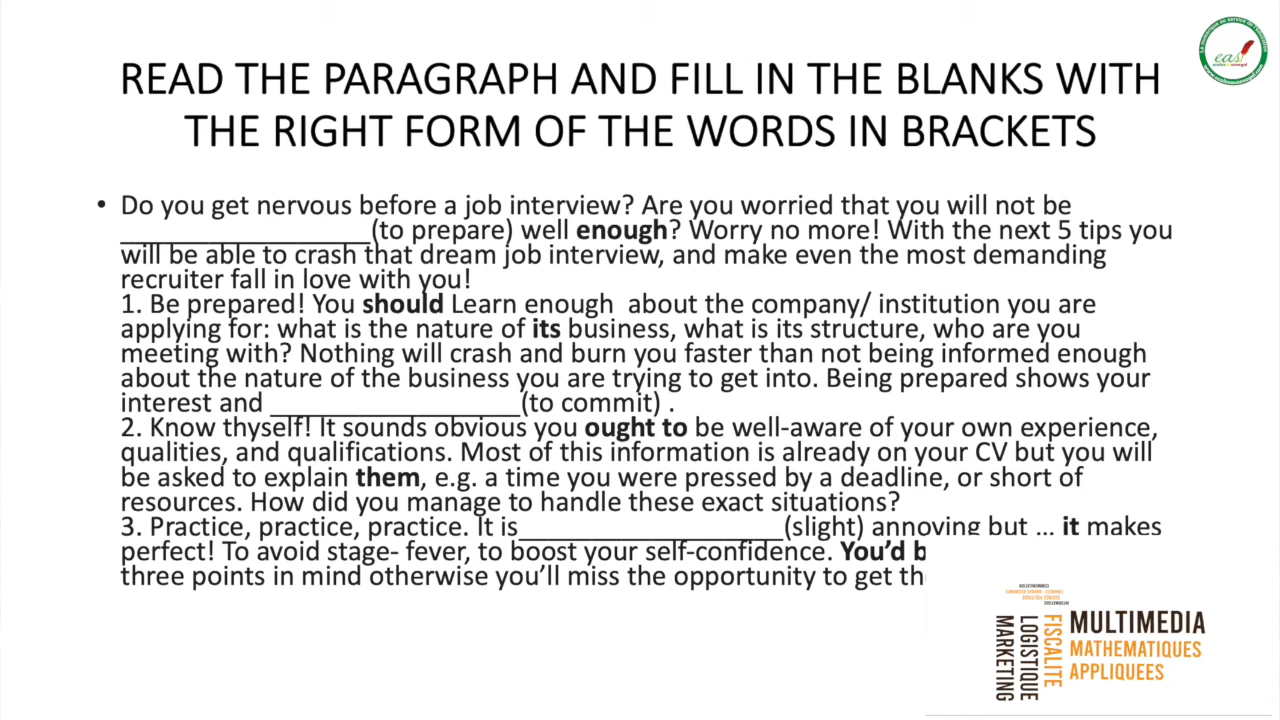 READ THE PARAGRAPH AND FILL IN THE BLANKS WITH
THE RIGHT FORM OF THE WORDS IN BRACKETS
• Do you get nervous before a job interview? Are you worried that you will not be
__________________(to prepare) well enough? Worry no more! With the next 5 tips you
will be able to crash that dream job interview, and make even the most demanding
recruiter fall in love with you!
1. Be prepared! You should Learn enough about the company/ institution you are
applying for: what is the nature of its business, what is its structure, who are you
meeting with? Nothing will crash and burn you faster than not being informed enough
about the nature of the business you are trying to get into. Being prepared shows your
interest and __________________(to commit) .
2. Know thyself! It sounds obvious you ought to be well-aware of your own experience,
qualities, and qualifications. Most of this information is already on your CV but you will
be asked to explain them, e.g. a time you were pressed by a deadline, or short of
resources. How did you manage to handle these exact situations?
3. Practice, practice, practice. It is___________________(slight) annoying but … it makes
perfect! To avoid stage- fever, to boost your self-confidence. You’d b
three points in mind otherwise you’ll miss the opportunity to get th
eas
MARKETING
LOGISTIQUE
FISCALITE
MULTIMEDIA
MATHEMATIQUES
APPLIQUEES